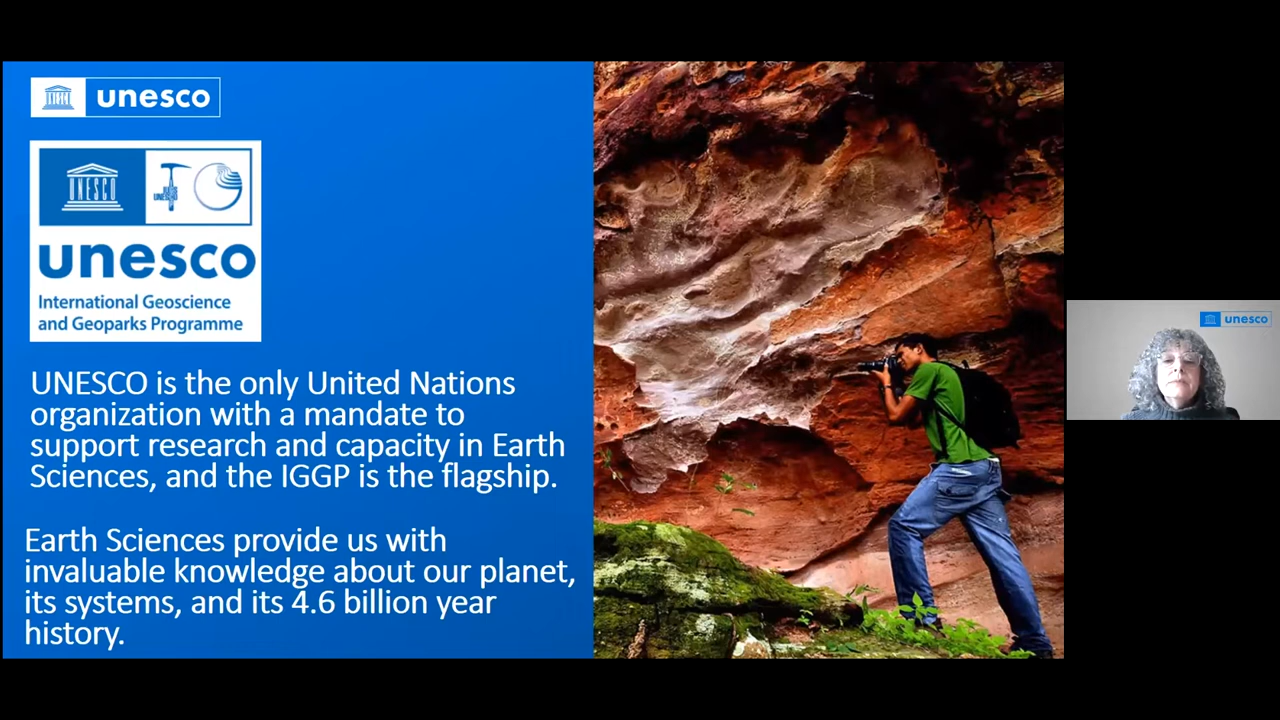 unesco
UNESCO
unesco
International Geoscience
and Geoparks Programme
UNESCO is the only United Nations
organization with a mandate to
support research and capacity in Earth
Sciences, and the IGGP is the flagship.
Earth Sciences provide us with
invaluable knowledge about our planet,
its systems, and its 4.6 billion year
history.
unesco